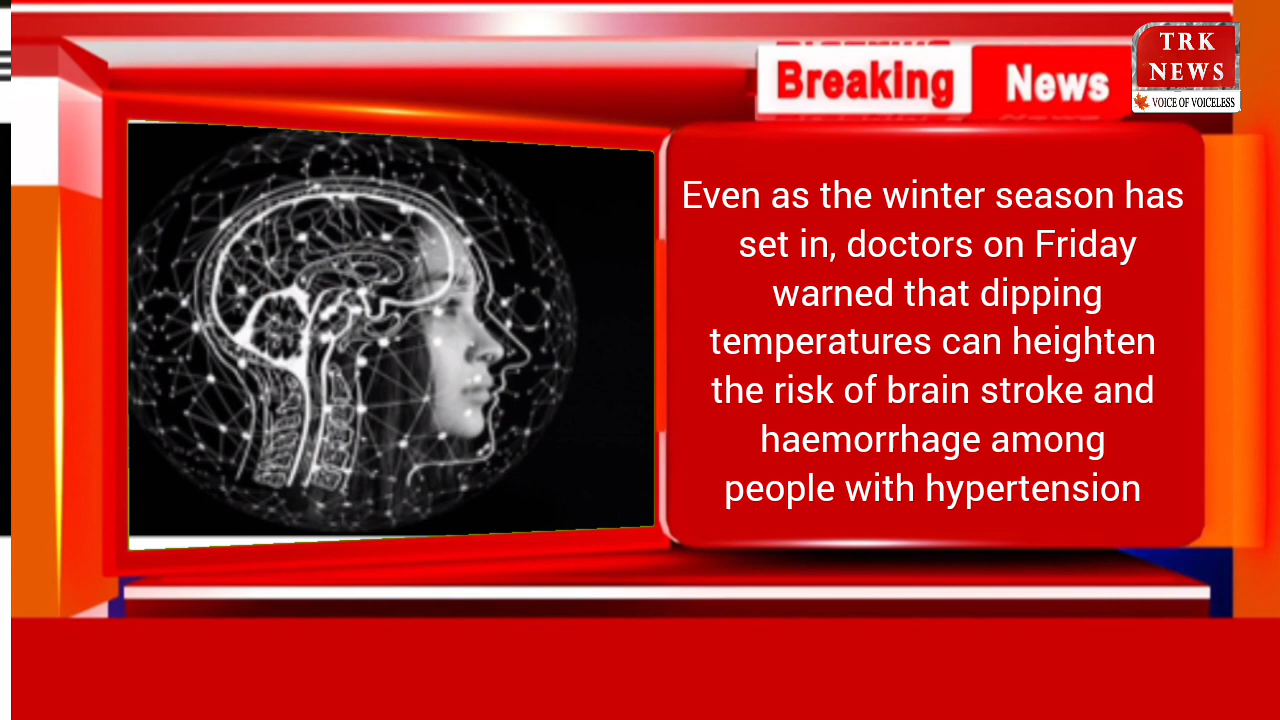 Breaking News
TRK
NEWS
VOICE OF VOICELESS
Even as the winter season has
set in, doctors on Friday
warned that dipping
temperatures can heighten
the risk of brain stroke and
haemorrhage among
people with hypertension